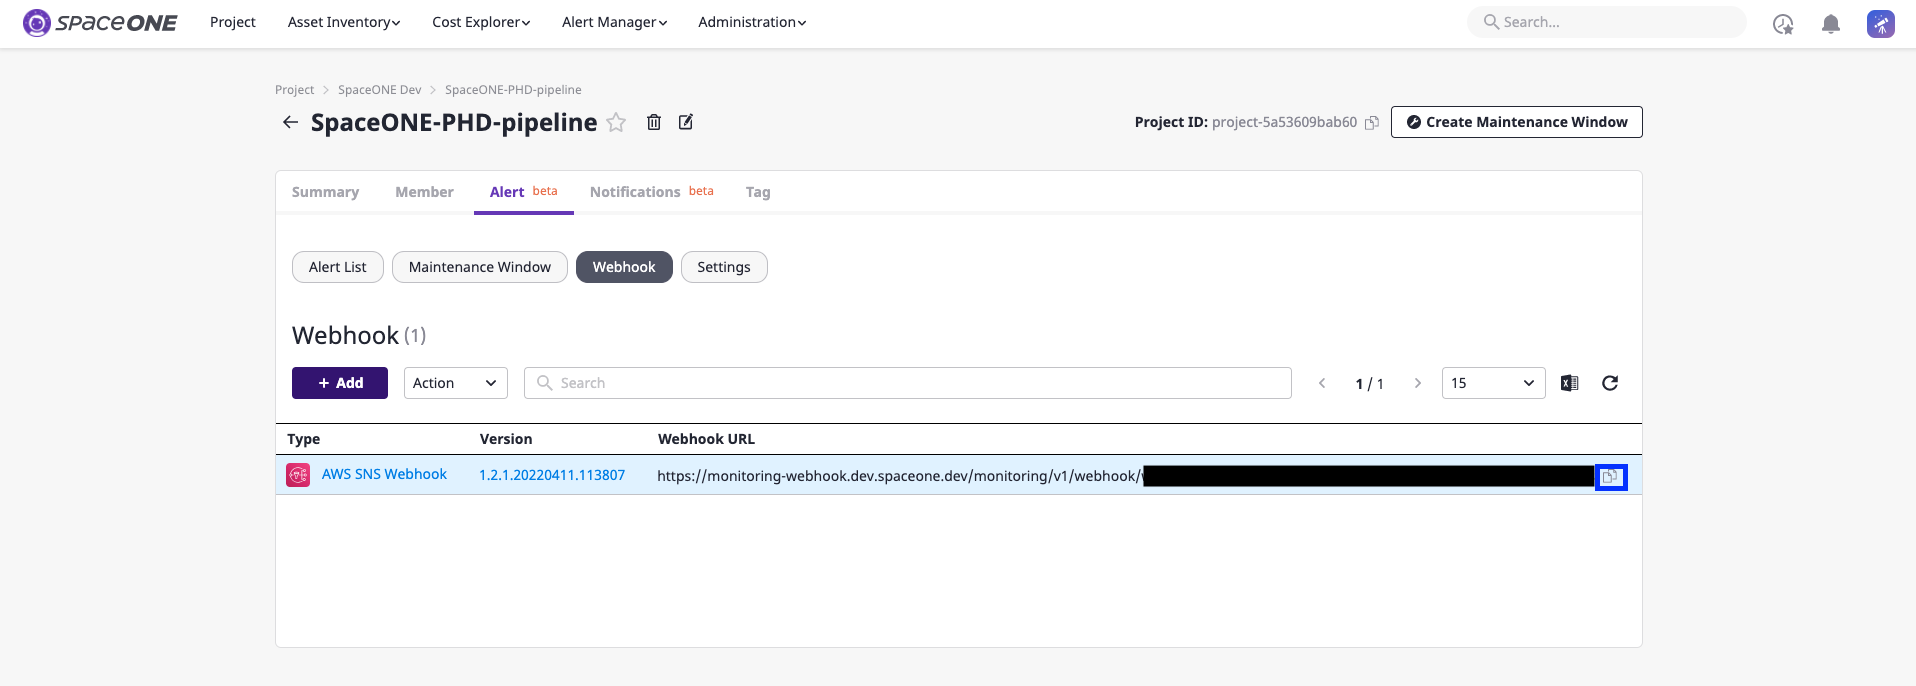 spaceONE Project Asset Inventory Cost Explorer Alert Manager Administration Search...
Project > SpaceONE Dev > SpaceONE-PHD-pipeline
SpaceONE-PHD-pipeline Project ID: project-5a53609bab60 Create Maintenance Window
Summary Member Alert beta Notifications beta Tag
Alert List Maintenance Window Webhook Settings
Webhook (1)
+ Add Action Search 1 / 1 15
Type Version Webhook URL
AWS SNS Webhook 1.2.1.20220411.113807 https://monitoring-webhook.dev.spaceone.dev/monitoring/v1/webhook/